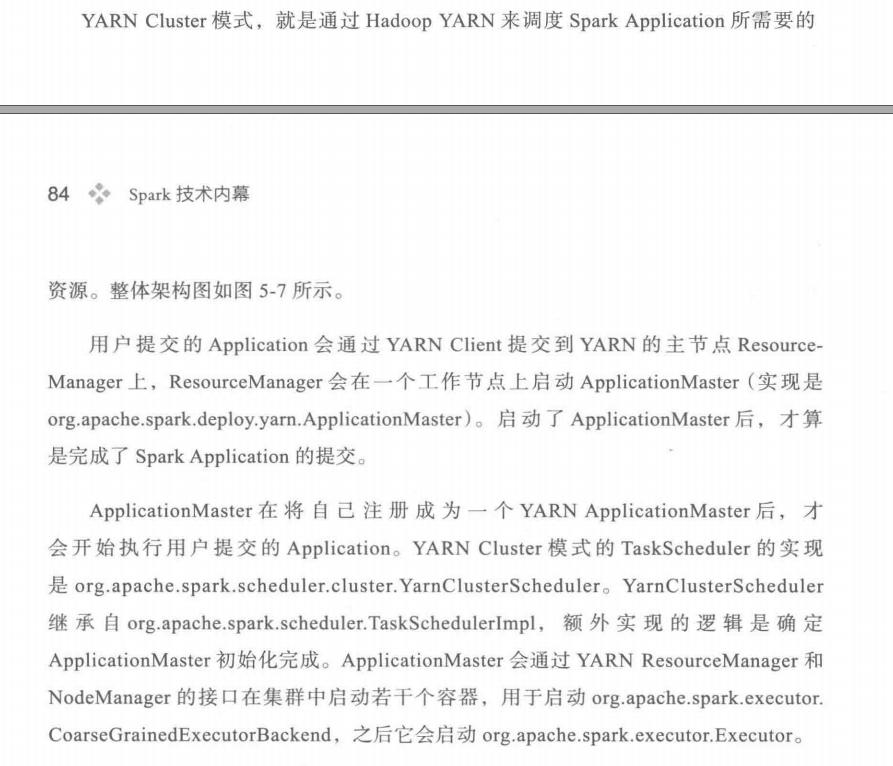 YARN Cluster 模式，就是通过 Hadoop YARN 来调度 Spark Application 所需要的
84 Spark 技术内幕
资源。整体架构图如图 5-7 所示。
用户提交的 Application 会通过 YARN Client 提交到 YARN 的主节点 Resource-
Manager 上，ResourceManager 会在一个工作节点上启动 ApplicationMaster（实现是
org.apache.spark.deploy.yarn.ApplicationMaster）。启动了 ApplicationMaster 后，才算
是完成了 Spark Application 的提交。
ApplicationMaster 在将自己注册成为一个 YARN ApplicationMaster 后，才
会开始执行用户提交的 Application。YARN Cluster 模式的 TaskScheduler 的实现
是 org.apache.spark.scheduler.cluster.YarnClusterScheduler。YarnClusterScheduler
继承自 org.apache.spark.scheduler.TaskSchedulerImpl，额外实现的逻辑是确定
ApplicationMaster 初始化完成。ApplicationMaster 会通过 YARN ResourceManager 和
NodeManager 的接口在集群中启动若干个容器，用于启动 org.apache.spark.executor.
CoarseGrainedExecutorBackend，之后它会启动 org.apache.spark.executor.Executor。